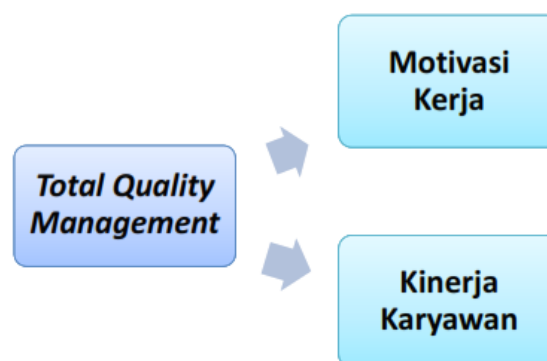 Motivasi
Kerja
Total Quality
Management
Kinerja
Karyawan